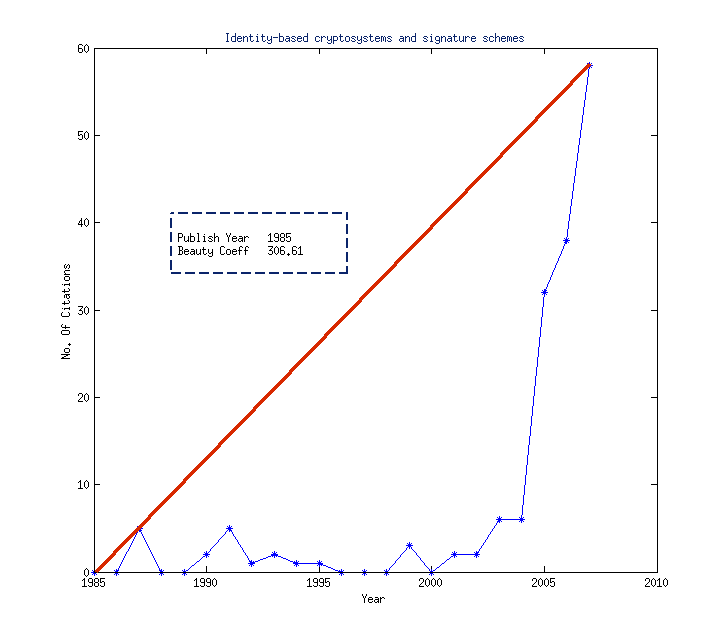 Identity-based cryptosystems and signature schemes
60
50
40
30
20
10
0
No. Of Citations
Publish Year 1985
Beauty Coeff 306.61
1985 1990 1995 2000 2005 2010
Year